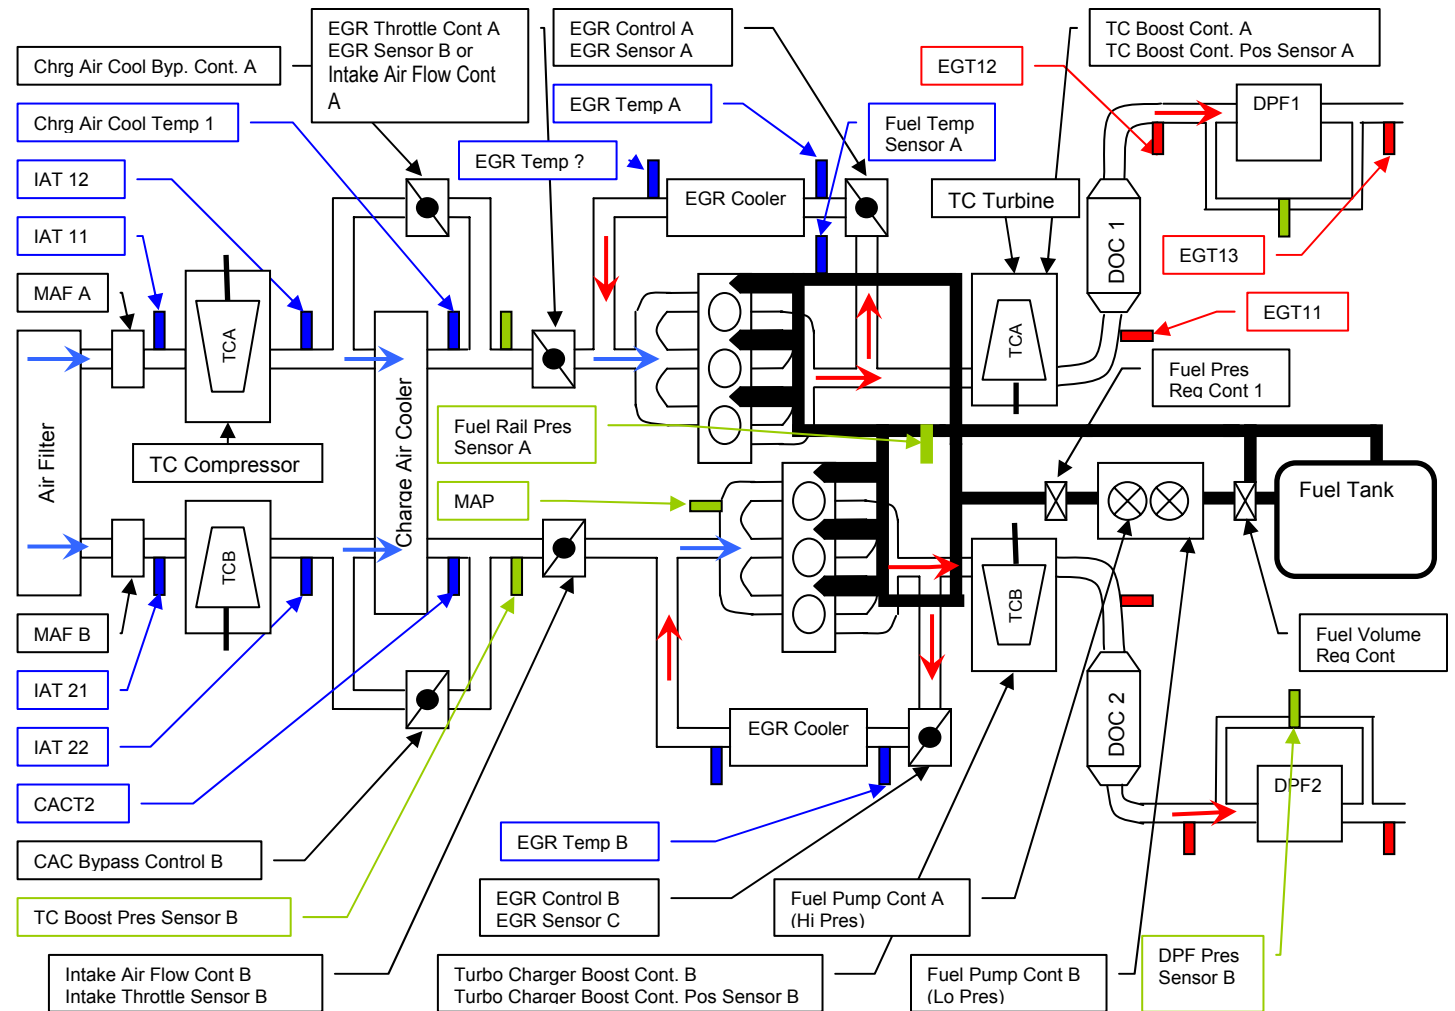 EGR Throttle Cont A
EGR Sensor B or
Intake Air Flow Cont
A
EGR Control A
EGR Sensor A
TC Boost Cont. A
TC Boost Cont. Pos Sensor A
Chrg Air Cool Byp. Cont. A
EGT12
DPF1
EGR Temp A
Chrg Air Cool Temp 1
Fuel Temp
Sensor A
EGR Temp ?
IAT 12
EGR Cooler
TC Turbine
IAT 11
DOC 1
EGT13
MAF A
EGT11
TCA
TCA
Fuel Pres
Reg Cont 1
Fuel Rail Pres
Sensor A
TC Compressor
Air Filter
Charge Air Cooler
MAP
Fuel Tank
TCB
TCB
MAF B
Fuel Volume
Reg Cont
IAT 21
DOC 2
IAT 22
EGR Cooler
CACT2
DPF2
EGR Temp B
CAC Bypass Control B
EGR Control B
EGR Sensor C
Fuel Pump Cont A
(Hi Pres)
TC Boost Pres Sensor B
Intake Air Flow Cont B
Intake Throttle Sensor B
Turbo Charger Boost Cont. B
Turbo Charger Boost Cont. Pos Sensor B
Fuel Pump Cont B
(Lo Pres)
DPF Pres
Sensor B